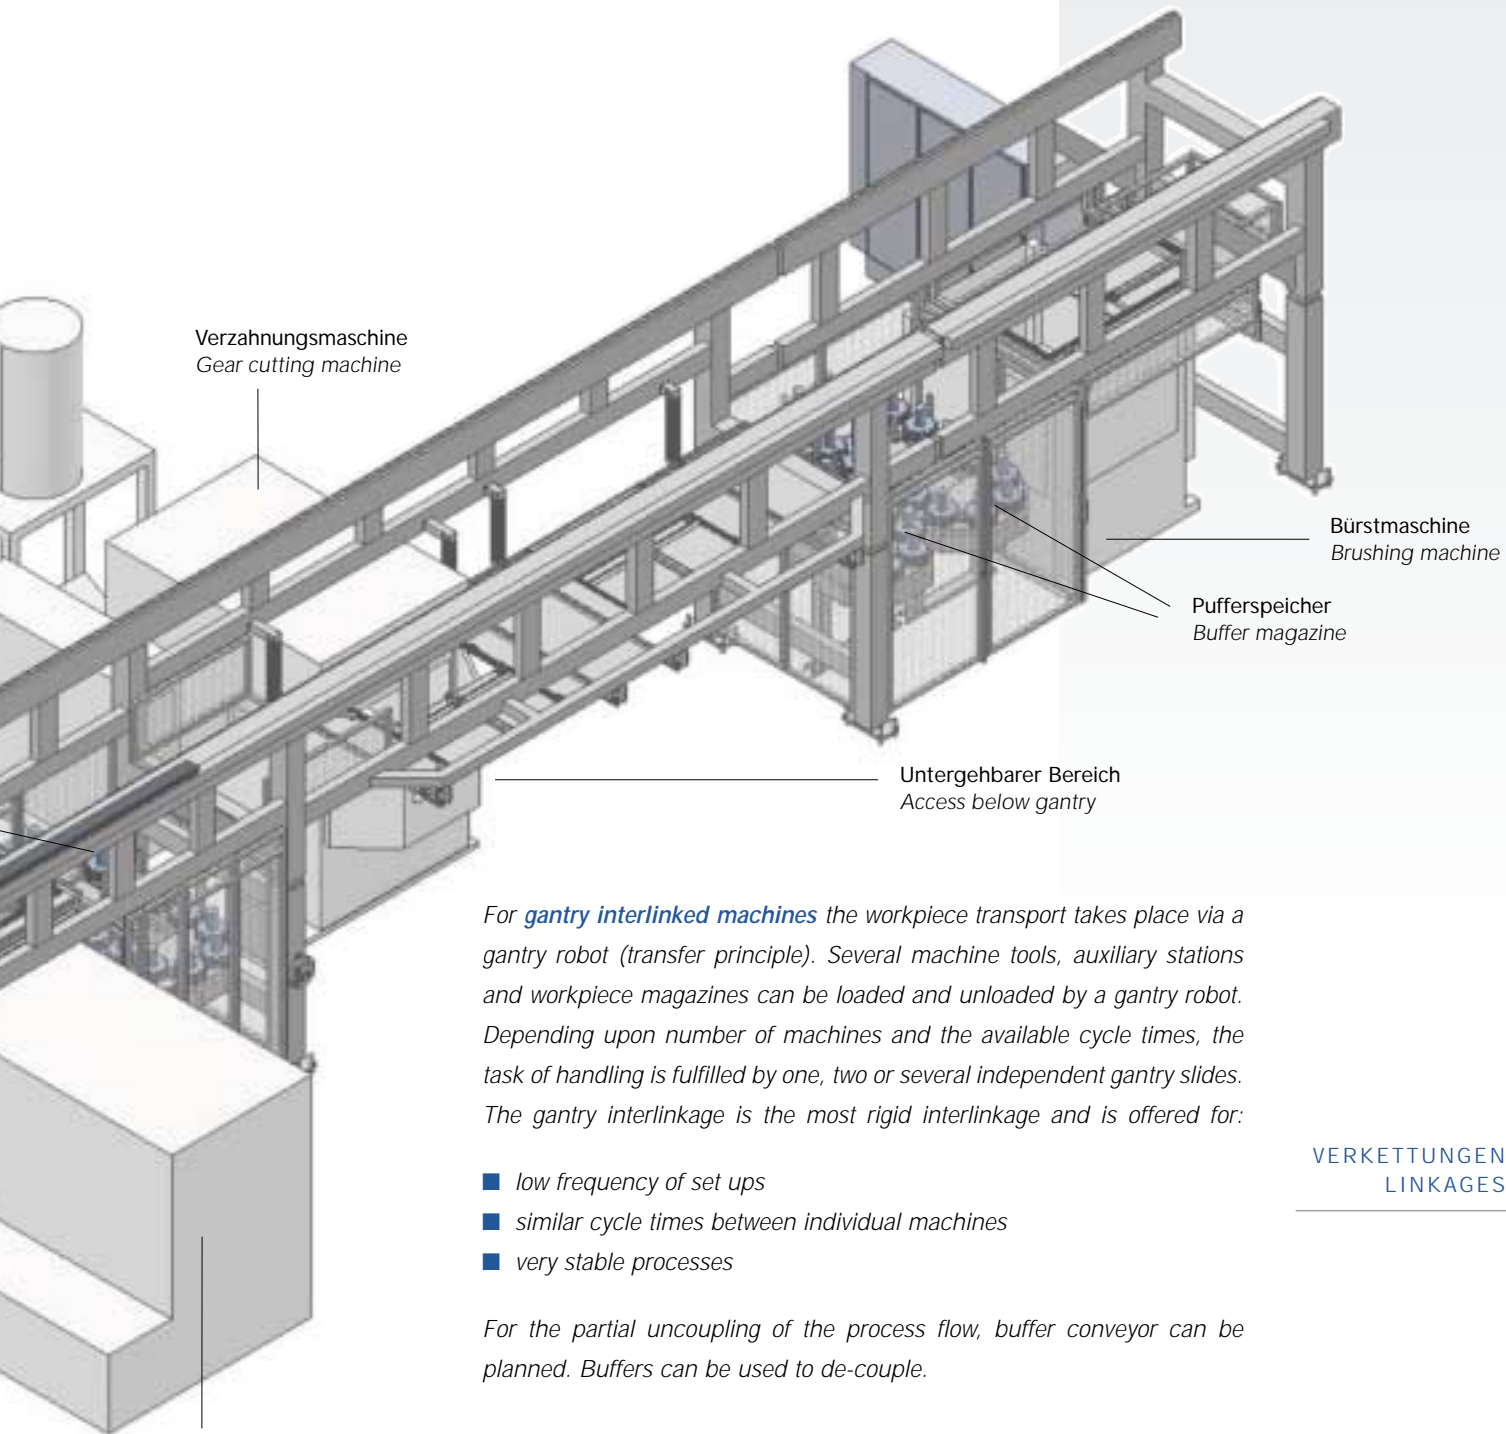 Verzahnungsmaschine
Gear cutting machine
Bürstmaschine
Brushing machine
Pufferspeicher
Buffer magazine
Untergehbarer Bereich
Access below gantry
For gantry interlinked machines the workpiece transport takes place via a
gantry robot (transfer principle). Several machine tools, auxiliary stations
and workpiece magazines can be loaded and unloaded by a gantry robot.
Depending upon number of machines and the available cycle times, the
task of handling is fulfilled by one, two or several independent gantry slides.
The gantry interlinkage is the most rigid interlinkage and is offered for:
low frequency of set ups
similar cycle times between individual machines
very stable processes
For the partial uncoupling of the process flow, buffer conveyor can be
planned. Buffers can be used to de-couple.
VERKETTUNGEN
LINKAGES